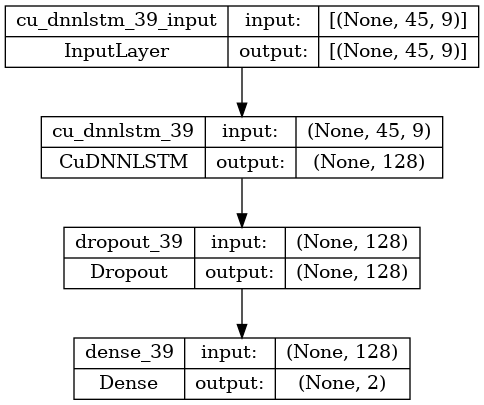 cu_dnnlstm_39_input input: [(None, 45, 9)]
InputLayer output: [(None, 45, 9)]
cu_dnnlstm_39 input: (None, 45, 9)
CuDNNLSTM output: (None, 128)
dropout_39 input: (None, 128)
Dropout output: (None, 128)
dense_39 input: (None, 128)
Dense output: (None, 2)